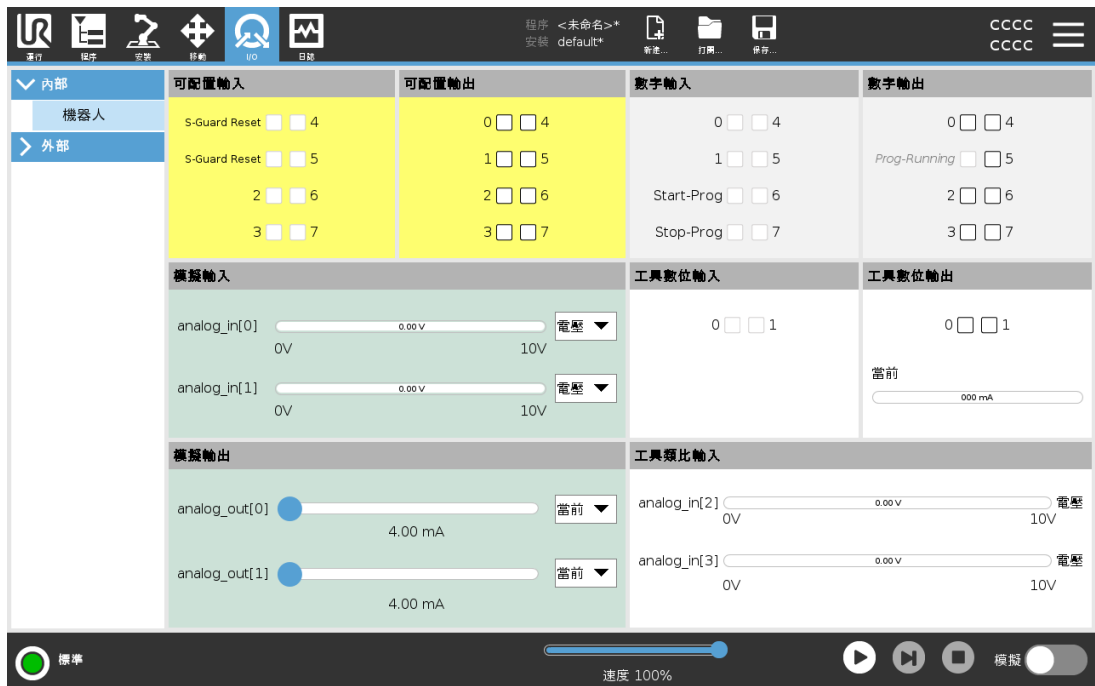 UR
運行
程序
安裝
移動
I/O
日誌
程序 <未命名>*
安裝 default*
新建...
打開...
保存...
CCCC
CCCC
內部
機器人
外部
可配置輸入
S-Guard Reset 4
S-Guard Reset 5
2 6
3 7
可配置輸出
0 4
1 5
2 6
3 7
數字輸入
0 4
1 5
Start-Prog 6
Stop-Prog 7
數字輸出
0 4
Prog-Running 5
2 6
3 7
模擬輸入
analog_in[0] 0.00 V 電壓
0V 10V
analog_in[1] 0.00 V 電壓
0V 10V
工具數位輸入
0 1
工具數位輸出
0 1
當前
000 mA
模擬輸出
analog_out[0] 當前
4.00 mA
analog_out[1] 當前
4.00 mA
工具類比輸入
analog_in[2] 0.00 V 電壓
0V 10V
analog_in[3] 0.00 V 電壓
0V 10V
標準
速度 100%
模擬